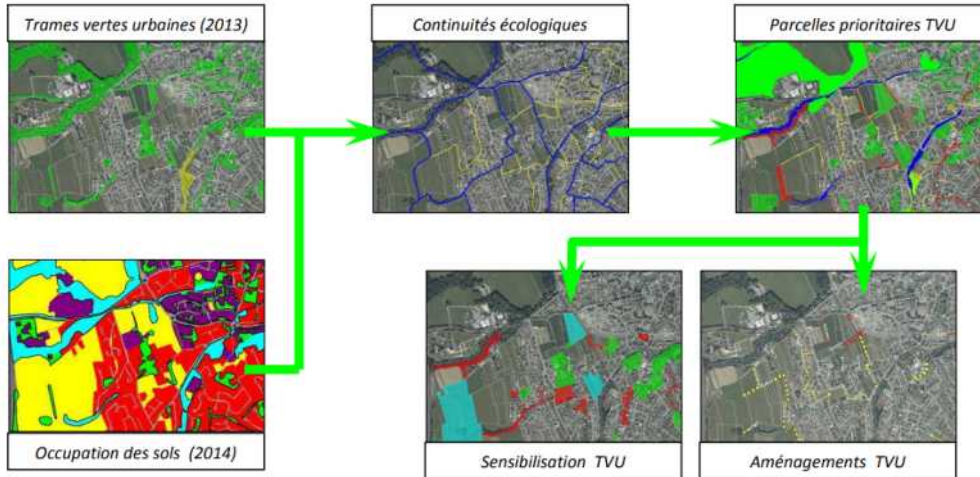 Trames vertes urbaines (2013)
Continuités écologiques
Parcelles prioritaires TVU
Occupation des sols (2014)
Sensibilisation TVU
Aménagements TVU